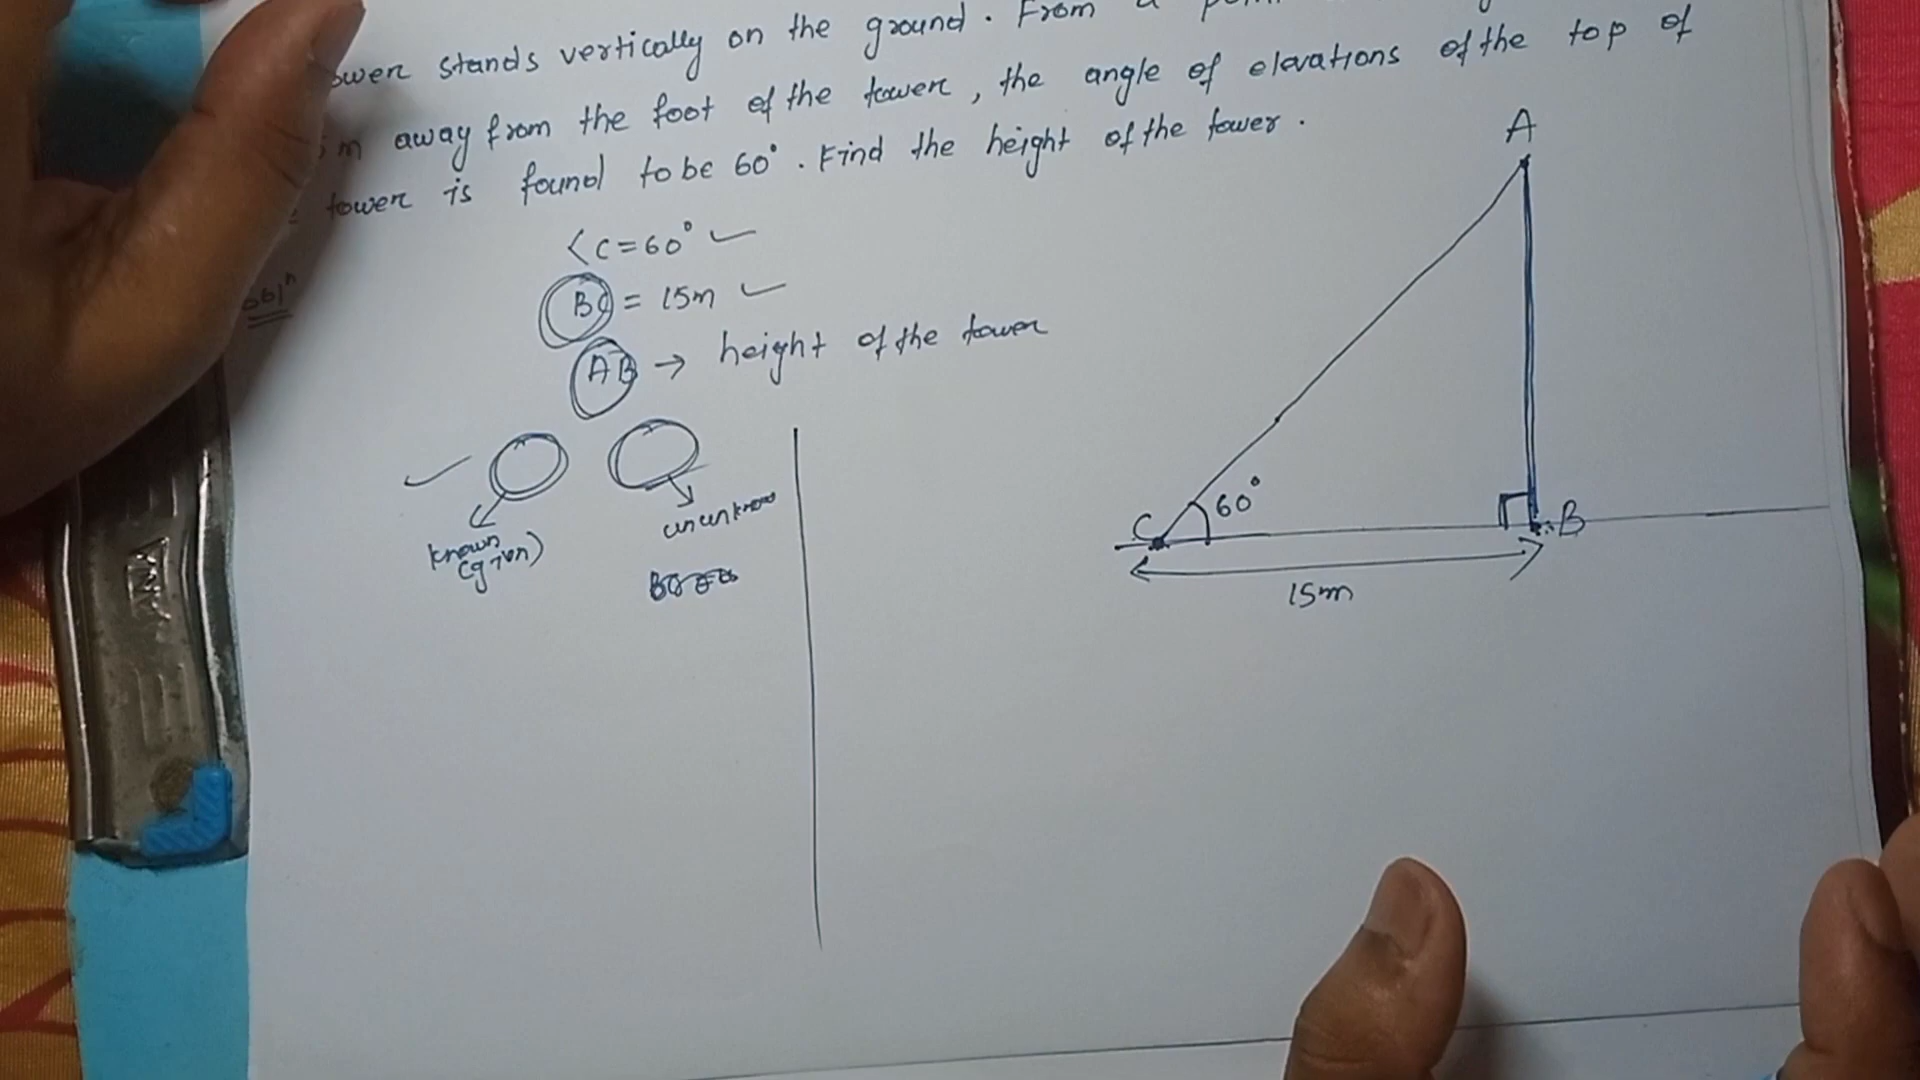 stands vertically on the ground. From a
m away from the foot of the tower, the angle of elevations of the top of
tower is found to be 60°. Find the height of the tower.
<C=60°
BC = 15m
AB → height of the tower
known
(given)
A
C
60°
B
15m